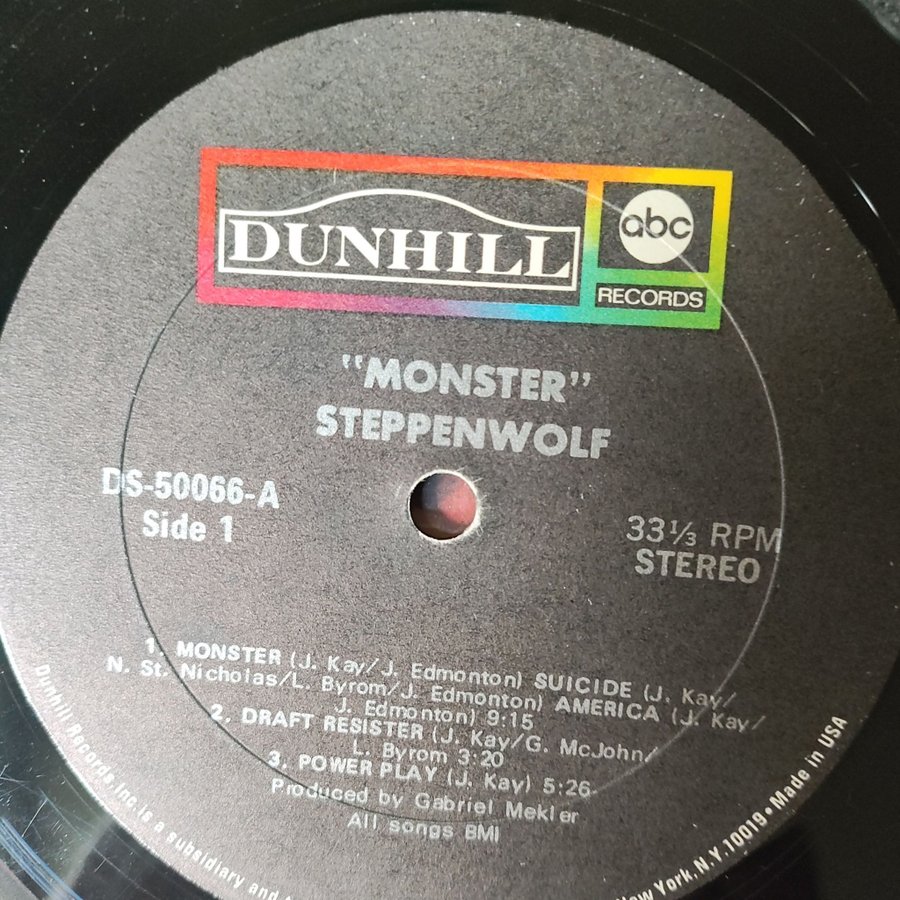 DUNHILL
abc
RECORDS
"MONSTER"
STEPPENWOLF
DS-50066-A
Side 1
33⅓ RPM
STEREO
1. MONSTER (J. Kay/J. Edmonton) SUICIDE (J. Kay/
N. St. Nicholas/L. Byrom/J. Edmonton) AMERICA (J. Kay/
J. Edmonton) 9:15
2. DRAFT RESISTER (J. Kay/G. McJohn/
L. Byrom 3:20
3. POWER PLAY (J. Kay) 5:26
Produced by Gabriel Mekler
All songs BMI
Dunhill Records, Inc. is a subsidiary and
New York, N.Y. 10019 • Made in USA